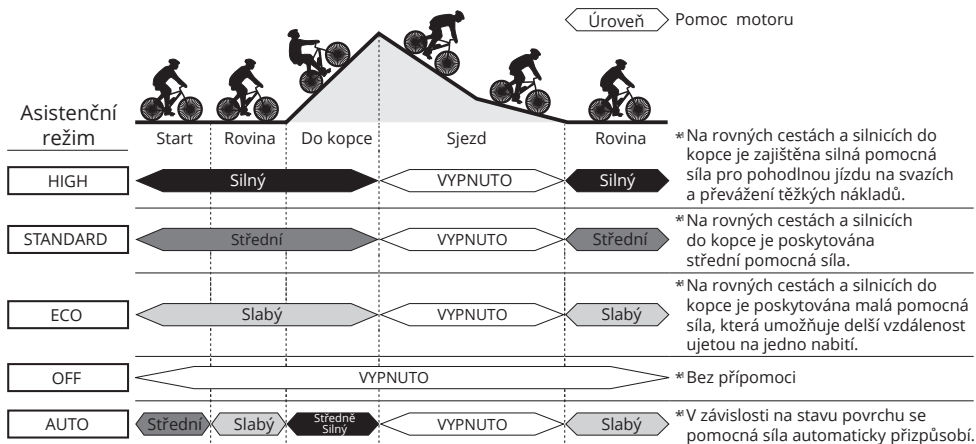 Úroveň Pomoc motoru
Asistenční
režim
Start Rovina Do kopce Sjezd Rovina
HIGH Silný VYPNUTO Silný
* Na rovných cestách a silnicích do
kopce je zajištěna silná pomocná
síla pro pohodlnou jízdu na svazích
a převážení těžkých nákladů.
STANDARD Střední VYPNUTO Střední
* Na rovných cestách a silnicích
do kopce je poskytována
střední pomocná síla.
ECO Slabý VYPNUTO Slabý
* Na rovných cestách a silnicích do
kopce je poskytována malá pomocná
síla, která umožňuje delší vzdálenost
ujetou na jedno nabití.
OFF VYPNUTO
* Bez přípomoci
AUTO Střední Slabý Středně
Silný
VYPNUTO Slabý
* V závislosti na stavu povrchu se
pomocná síla automaticky přizpůsobí.